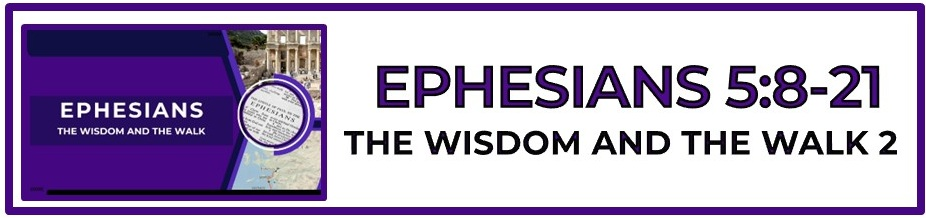 EPHESIANS
THE WISDOM AND THE WALK
EPHESIANS
EPHESIANS 5:8-21
THE WISDOM AND THE WALK 2